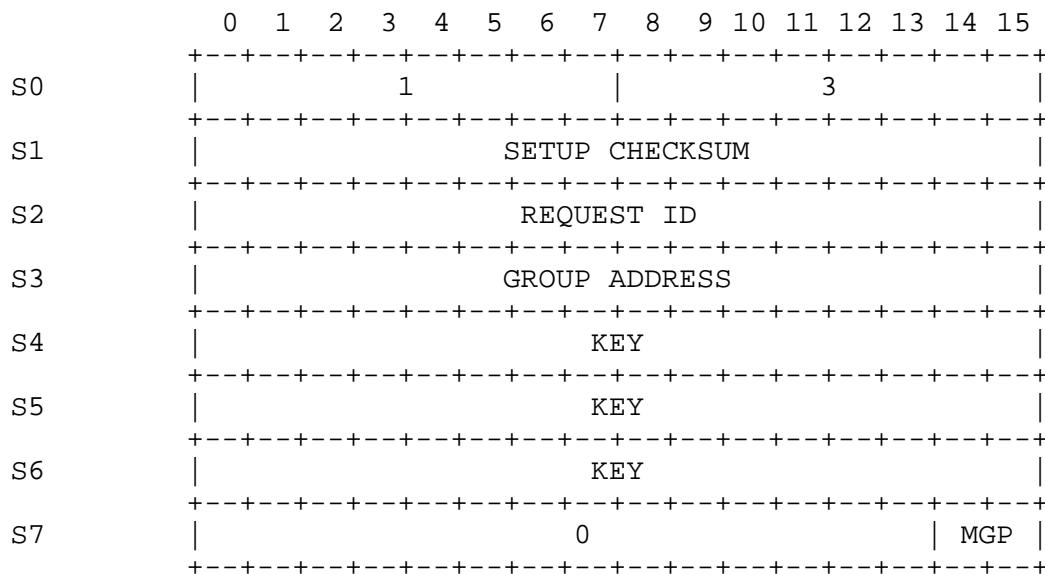 0 1 2 3 4 5 6 7 8 9 10 11 12 13 14 15
+--+--+--+--+--+--+--+--+--+--+--+--+--+--+--+--+
S0 | 1 | 3 |
+--+--+--+--+--+--+--+--+--+--+--+--+--+--+--+--+
S1 | SETUP CHECKSUM |
+--+--+--+--+--+--+--+--+--+--+--+--+--+--+--+--+
S2 | REQUEST ID |
+--+--+--+--+--+--+--+--+--+--+--+--+--+--+--+--+
S3 | GROUP ADDRESS |
+--+--+--+--+--+--+--+--+--+--+--+--+--+--+--+--+
S4 | KEY |
+--+--+--+--+--+--+--+--+--+--+--+--+--+--+--+--+
S5 | KEY |
+--+--+--+--+--+--+--+--+--+--+--+--+--+--+--+--+
S6 | KEY |
+--+--+--+--+--+--+--+--+--+--+--+--+--+--+--+--+
S7 | 0 | MGP |
+--+--+--+--+--+--+--+--+--+--+--+--+--+--+--+--+